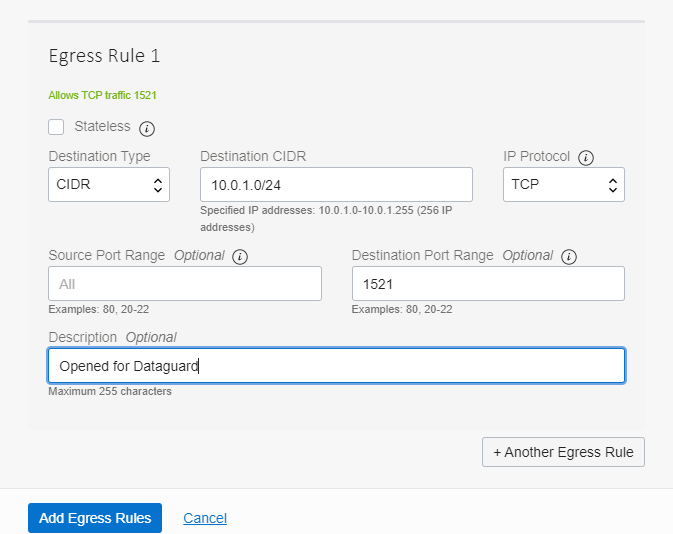 Egress Rule 1
Allows TCP traffic 1521
Stateless i
Destination Type Destination CIDR IP Protocol i
CIDR 10.0.1.0/24 TCP
Specified IP addresses: 10.0.1.0-10.0.1.255 (256 IP
addresses)
Source Port Range Optional i Destination Port Range Optional i
All 1521
Examples: 80, 20-22 Examples: 80, 20-22
Description Optional
Opened for Dataguard
Maximum 255 characters
+ Another Egress Rule
Add Egress Rules Cancel